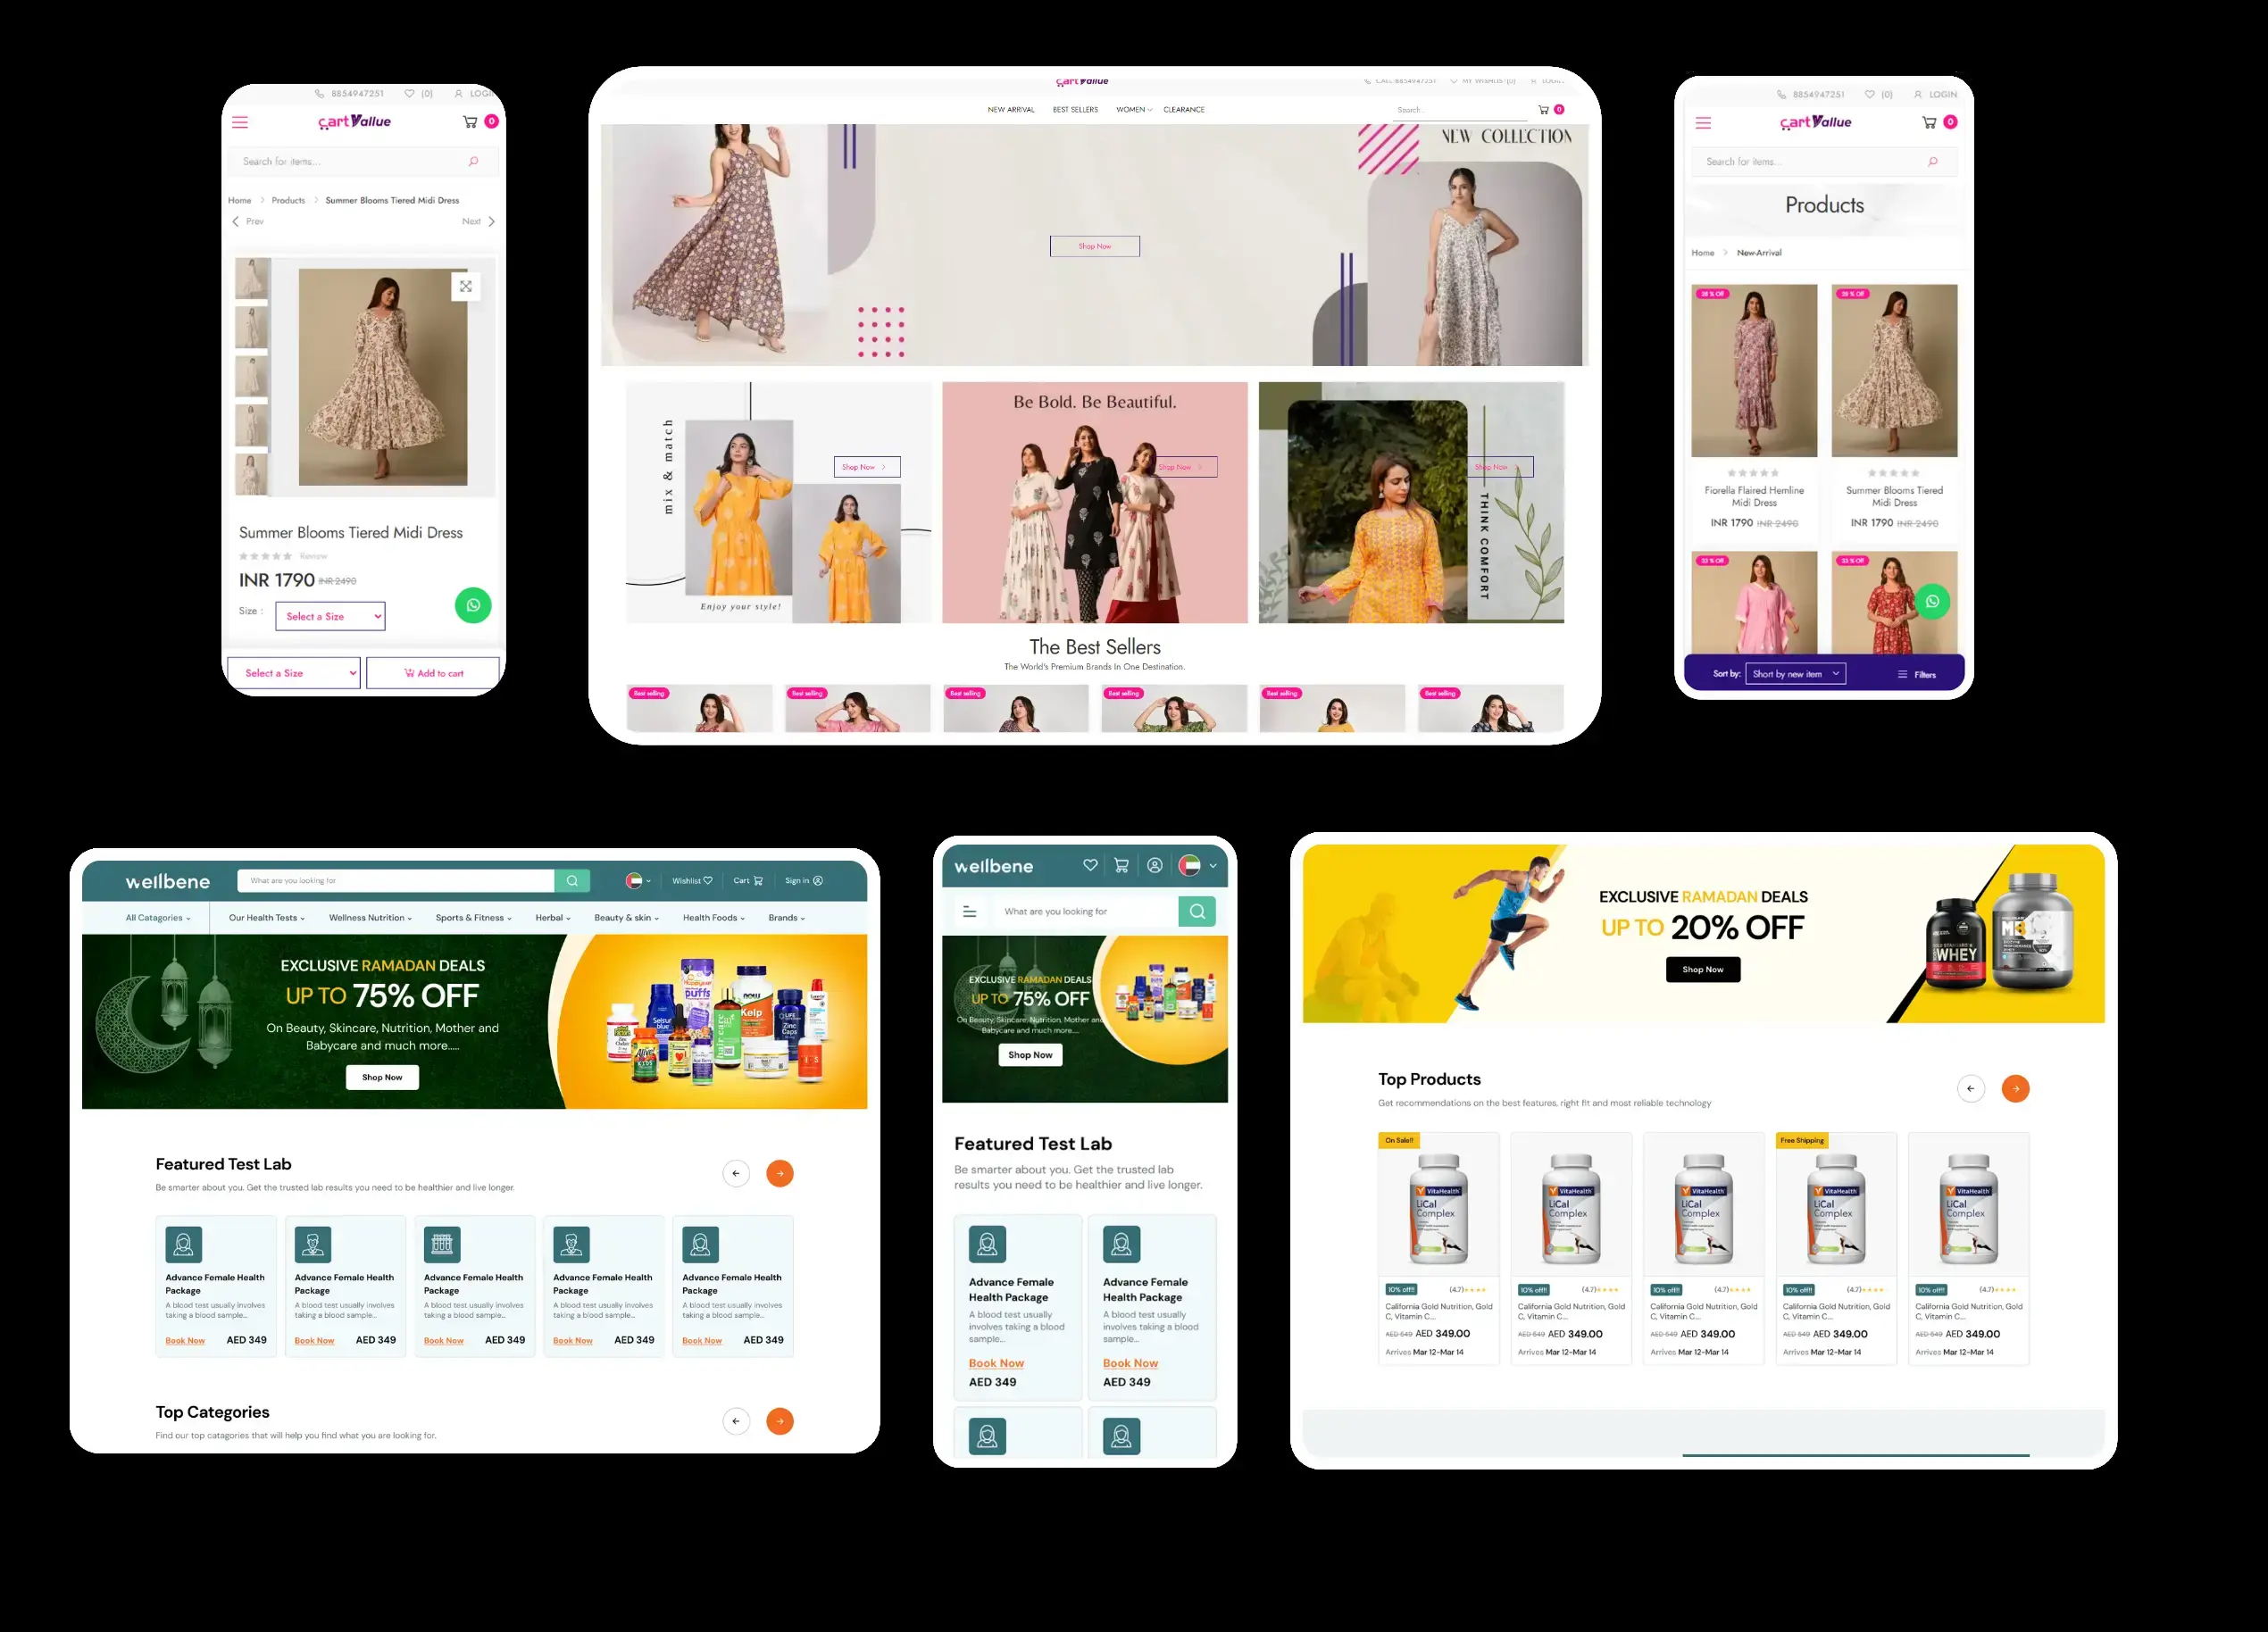 8854947251 (0) LOGIN
cartVallue 0
Search for items...
Home > Products > Summer Blooms Tiered Midi Dress
Prev Next
Summer Blooms Tiered Midi Dress
Review
INR 1790 INR 2490
Size : Select a Size
Select a Size Add to cart
cartVallue
CALL:8854947251 MY WISHLIST(0) LOGIN
NEW ARRIVAL BEST SELLERS WOMEN CLEARANCE
Search... 0
NEW COLLECTION
Shop Now
mix & match
Shop Now
Enjoy your style!
Be Bold. Be Beautiful.
Shop Now
Shop Now
THINK COMFORT
The Best Sellers
The World's Premium Brands In One Destination.
Best selling Best selling Best selling Best selling Best selling Best selling
8854947251 (0) LOGIN
cartVallue 0
Search for items...
Products
Home > New-Arrival
28 % Off 28 % Off
Fiorella Flaired Hemline
Midi Dress
INR 1790 INR 2490
Summer Blooms Tiered
Midi Dress
INR 1790 INR 2490
33 % Off 33 % Off
Sort by: Short by new item Filters
wellbene What are you looking for Wishlist Cart Sign in
All Catagories Our Health Tests Wellness Nutrition Sports & Fitness Herbal Beauty & skin Health Foods Brands
EXCLUSIVE RAMADAN DEALS
UP TO 75% OFF
On Beauty, Skincare, Nutrition, Mother and
Babycare and much more.....
Shop Now
puffs
now
Kelp
Selsun
blue
Zinc
Caps
Alive!
Featured Test Lab
Be smarter about you. Get the trusted lab results you need to be healthier and live longer.
Advance Female Health
Package
A blood test usually involves
taking a blood sample...
Book Now AED 349
Advance Female Health
Package
A blood test usually involves
taking a blood sample...
Book Now AED 349
Advance Female Health
Package
A blood test usually involves
taking a blood sample...
Book Now AED 349
Advance Female Health
Package
A blood test usually involves
taking a blood sample...
Book Now AED 349
Advance Female Health
Package
A blood test usually involves
taking a blood sample...
Book Now AED 349
Top Categories
Find our top catagories that will help you find what you are looking for.
wellbene
What are you looking for
EXCLUSIVE RAMADAN DEALS
UP TO 75% OFF
On Beauty, Skincare, Nutrition, Mother and
Babycare and much more.....
Shop Now
Featured Test Lab
Be smarter about you. Get the trusted lab
results you need to be healthier and live longer.
Advance Female
Health Package
A blood test usually
involves taking a blood
sample...
Book Now
AED 349
Advance Female
Health Package
A blood test usually
involves taking a blood
sample...
Book Now
AED 349
EXCLUSIVE RAMADAN DEALS
UP TO 20% OFF
Shop Now
WHEY
Top Products
Get recommendations on the best features, right fit and most reliable technology
On Sale!!
VitaHealth
LiCal
Complex
10% off!! (4.7)
California Gold Nutrition, Gold
C, Vitamin C...
AED 549 AED 349.00
Arrives Mar 12-Mar 14
VitaHealth
LiCal
Complex
10% off!! (4.7)
California Gold Nutrition, Gold
C, Vitamin C...
AED 549 AED 349.00
Arrives Mar 12-Mar 14
VitaHealth
LiCal
Complex
10% off!! (4.7)
California Gold Nutrition, Gold
C, Vitamin C...
AED 549 AED 349.00
Arrives Mar 12-Mar 14
Free Shipping
VitaHealth
LiCal
Complex
10% off!! (4.7)
California Gold Nutrition, Gold
C, Vitamin C...
AED 549 AED 349.00
Arrives Mar 12-Mar 14
VitaHealth
LiCal
Complex
10% off!! (4.7)
California Gold Nutrition, Gold
C, Vitamin C...
AED 549 AED 349.00
Arrives Mar 12-Mar 14